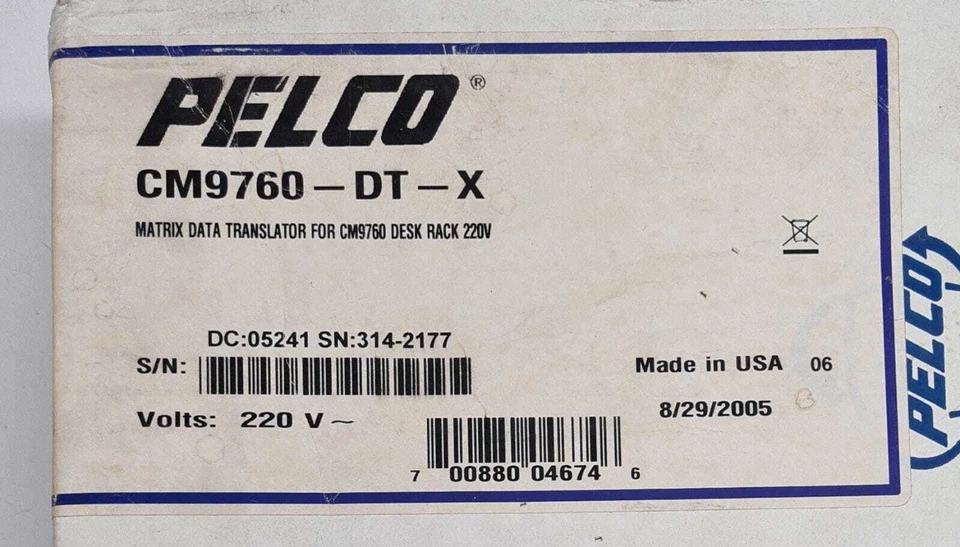 PELCO®
CM9760-DT-X
MATRIX DATA TRANSLATOR FOR CM9760 DESK RACK 220V
DC:05241 SN:314-2177
S/N:
Made in USA 06
Volts: 220 V ~
8/29/2005
7 00880 04674 6
PELCO